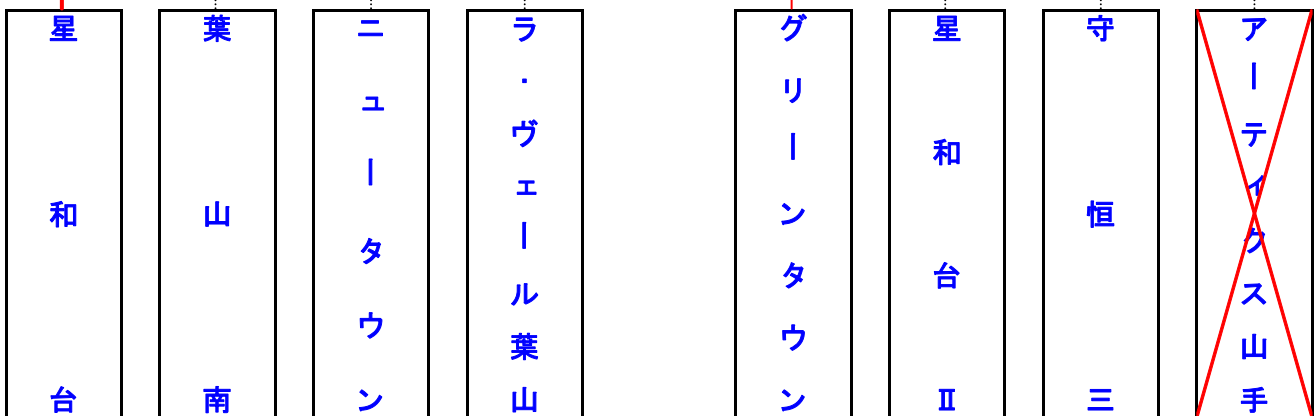 星和台
葉山南
ニュータウン
ラ・ヴェール葉山
グリーンタウン
星和台Ⅱ
守恒三
アーティクス山手